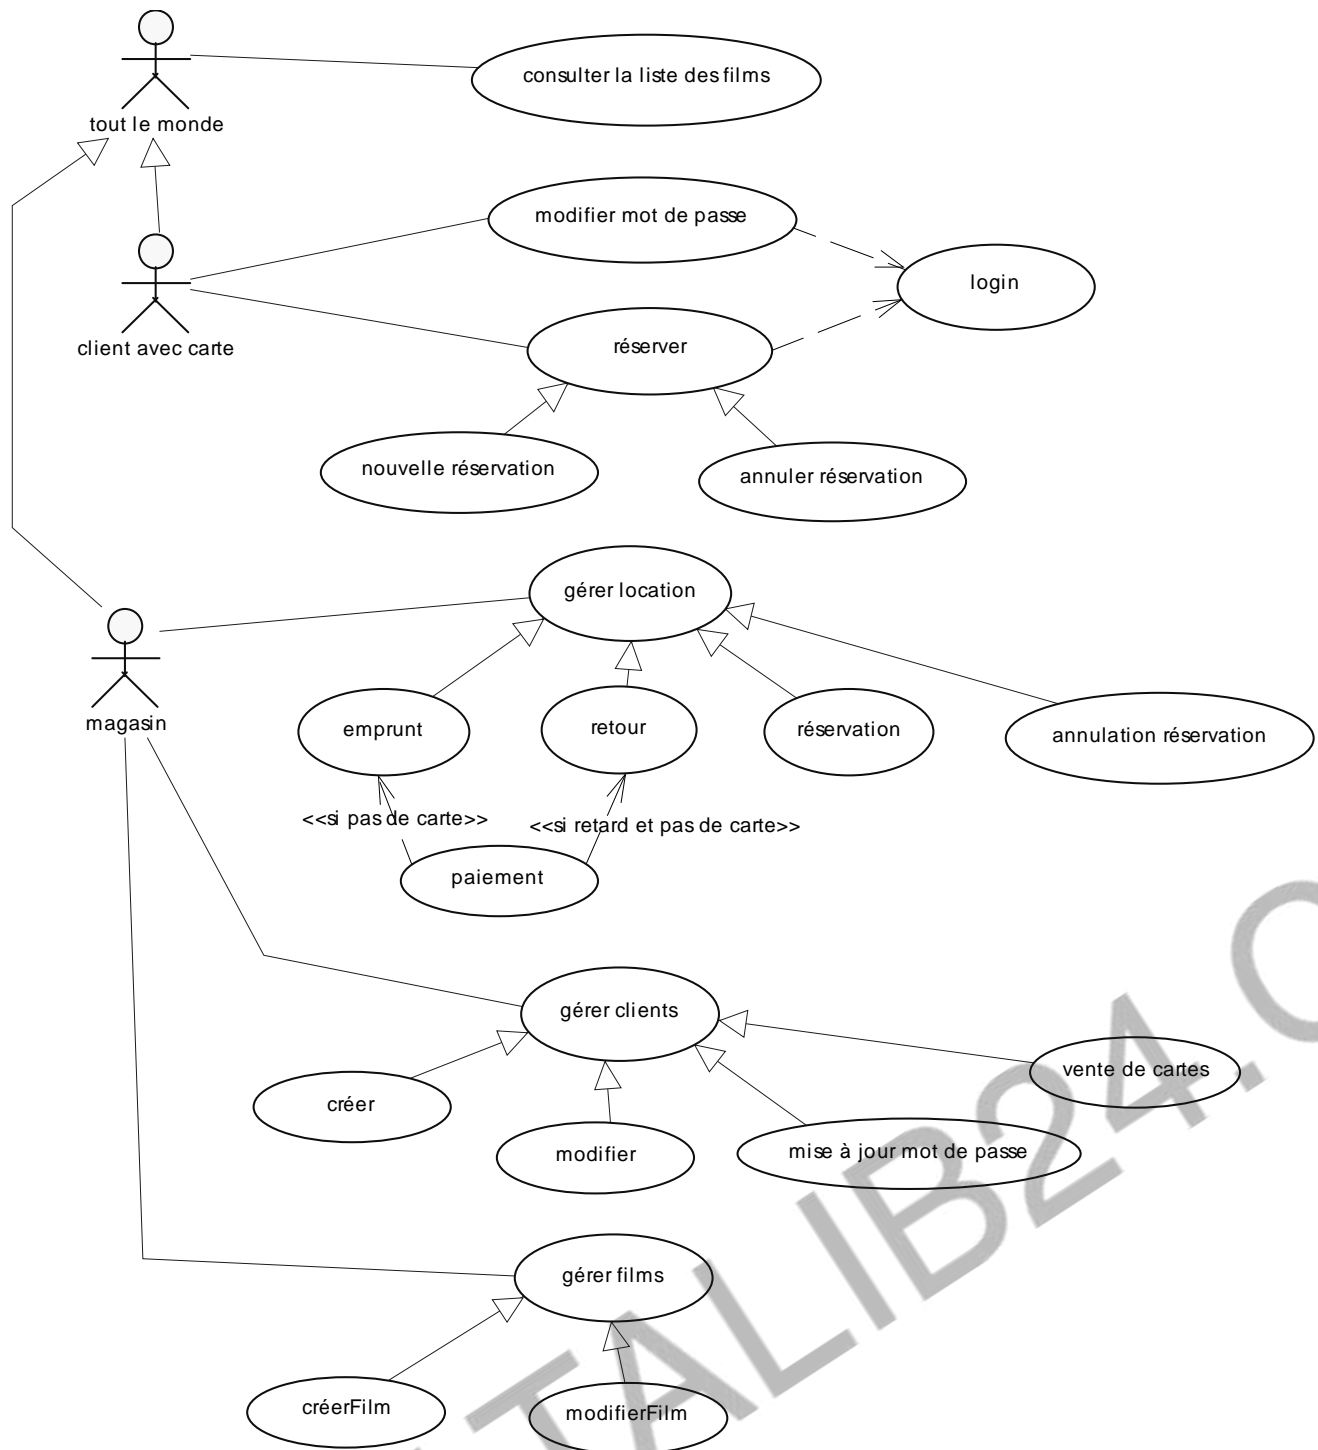 consulter la liste des films
tout le monde
modifier mot de passe
login
client avec carte
réserver
nouvelle réservation
annuler réservation
gérer location
magasin
emprunt
retour
réservation
annulation réservation
<<si pas de carte>>
<<si retard et pas de carte>>
paiement
gérer clients
vente de cartes
créer
modifier
mise à jour mot de passe
gérer films
créerFilm
modifierFilm
TALIB24.C